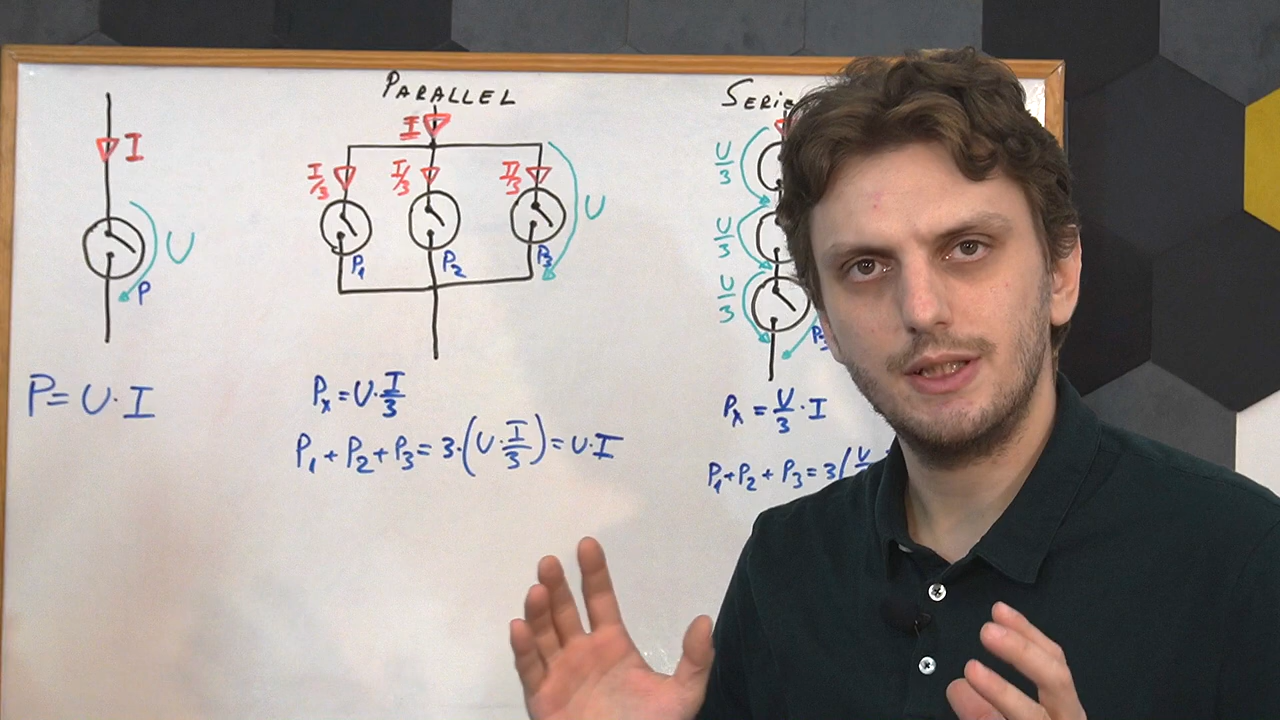 PARALLEL
I
I
I/3
I/3
I/3
U
U
P
P₁
P₂
P₃
U/3
U/3
U/3
P = U · I
Pₓ = U · I/3
P₁ + P₂ + P₃ = 3 · (U · I/3) = U · I
Pₓ = U/3 · I
P₁ + P₂ + P₃ = 3(